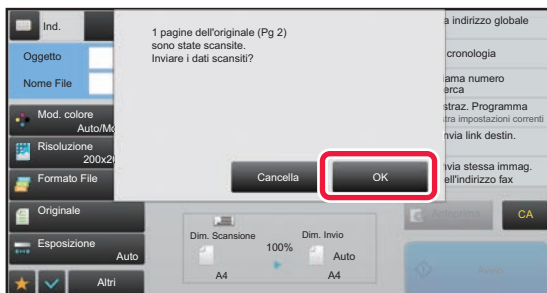 Ind.
1 pagine dell'originale (Pg 2)
sono state scansite.
Inviare i dati scansiti?
Cancella
OK
Oggetto
Nome File
Mod. colore
Auto/Mo
Risoluzione
200x20
Formato File
Originale
Esposizione
Auto
Altri
Dim. Scansione
100%
Dim. Invio
Auto
A4
A4
a indirizzo globale
cronologia
ama numero
erca
straz. Programma
tra impostazioni correnti
nvia link destin.
nvia stessa immag.
ell'indirizzo fax
Anteprima
CA
Avvio